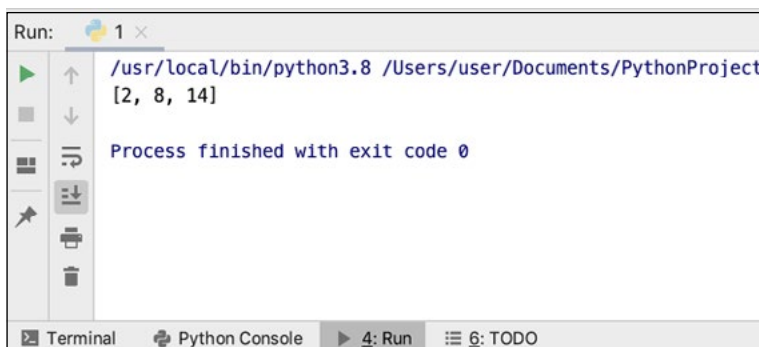 Run: 1
/usr/local/bin/python3.8 /Users/user/Documents/PythonProject
[2, 8, 14]
Process finished with exit code 0
Terminal Python Console 4: Run 6: TODO